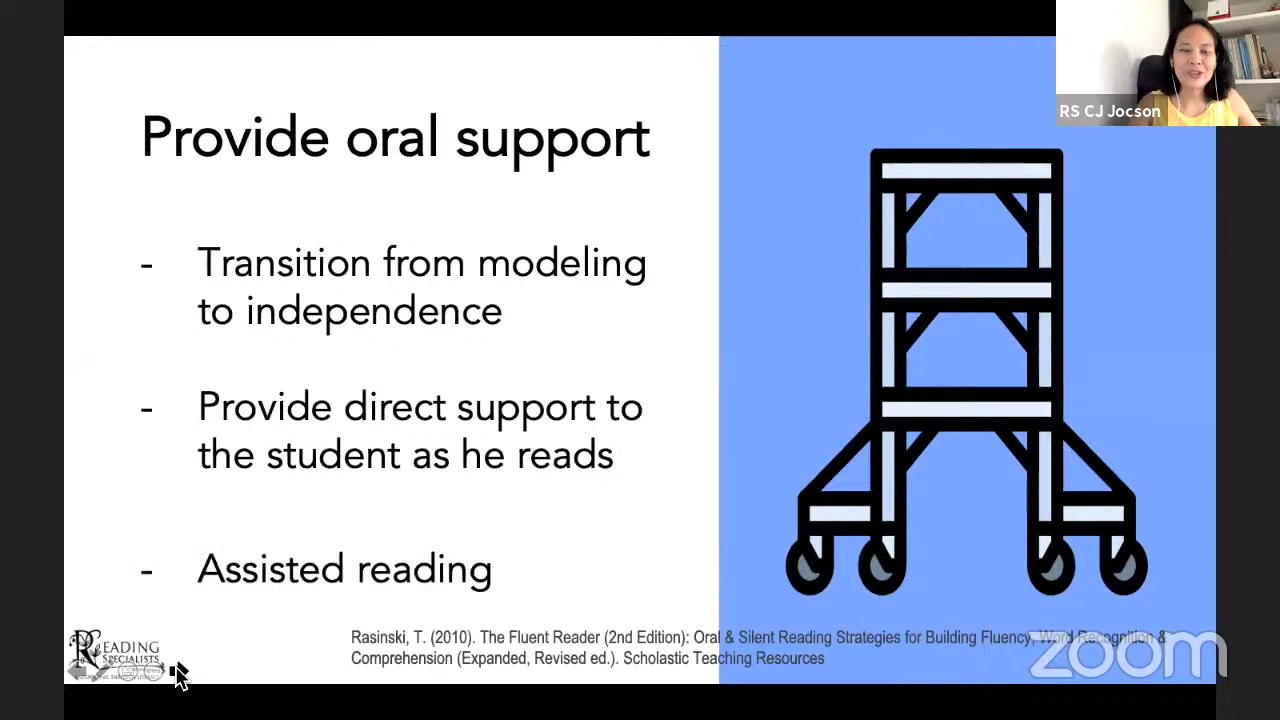 RS CJ Jocson
Provide oral support
- Transition from modeling
to independence
- Provide direct support to
the student as he reads
- Assisted reading
READING
SPECIALISTS
Rasinski, T. (2010). The Fluent Reader (2nd Edition): Oral & Silent Reading Strategies for Building Fluency, Word Recognition &
Comprehension (Expanded, Revised ed.). Scholastic Teaching Resources
zoom